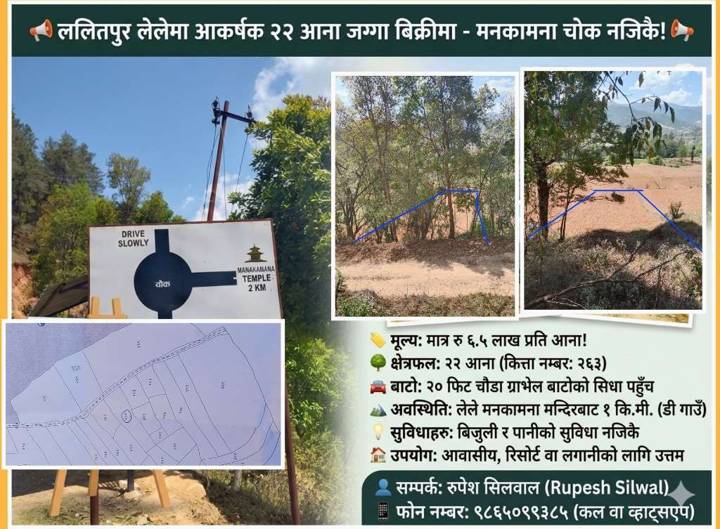 ललितपुर लेलेमा आकर्षक २२ आना जग्गा बिक्रीमा - मनकामना चोक नजिकै!
DRIVE
SLOWLY
चोक
MANAKAMANA
TEMPLE
2 KM
मूल्य: मात्र रु ६.५ लाख प्रति आना!
क्षेत्रफल: २२ आना (कित्ता नम्बर: २६३)
बाटो: २० फिट चौडा ग्राभेल बाटोको सिधा पहुँच
अवस्थिति: लेले मनकामना मन्दिरबाट १ कि.मी. (डी गाउँ)
सुविधाहरु: बिजुली र पानीको सुविधा नजिकै
उपयोग: आवासीय, रिसोर्ट वा लगानीको लागि उत्तम
सम्पर्क: रुपेश सिलवाल (Rupesh Silwal)
फोन नम्बर: ९८६५०९९३८५ (कल वा व्हाट्सएप)